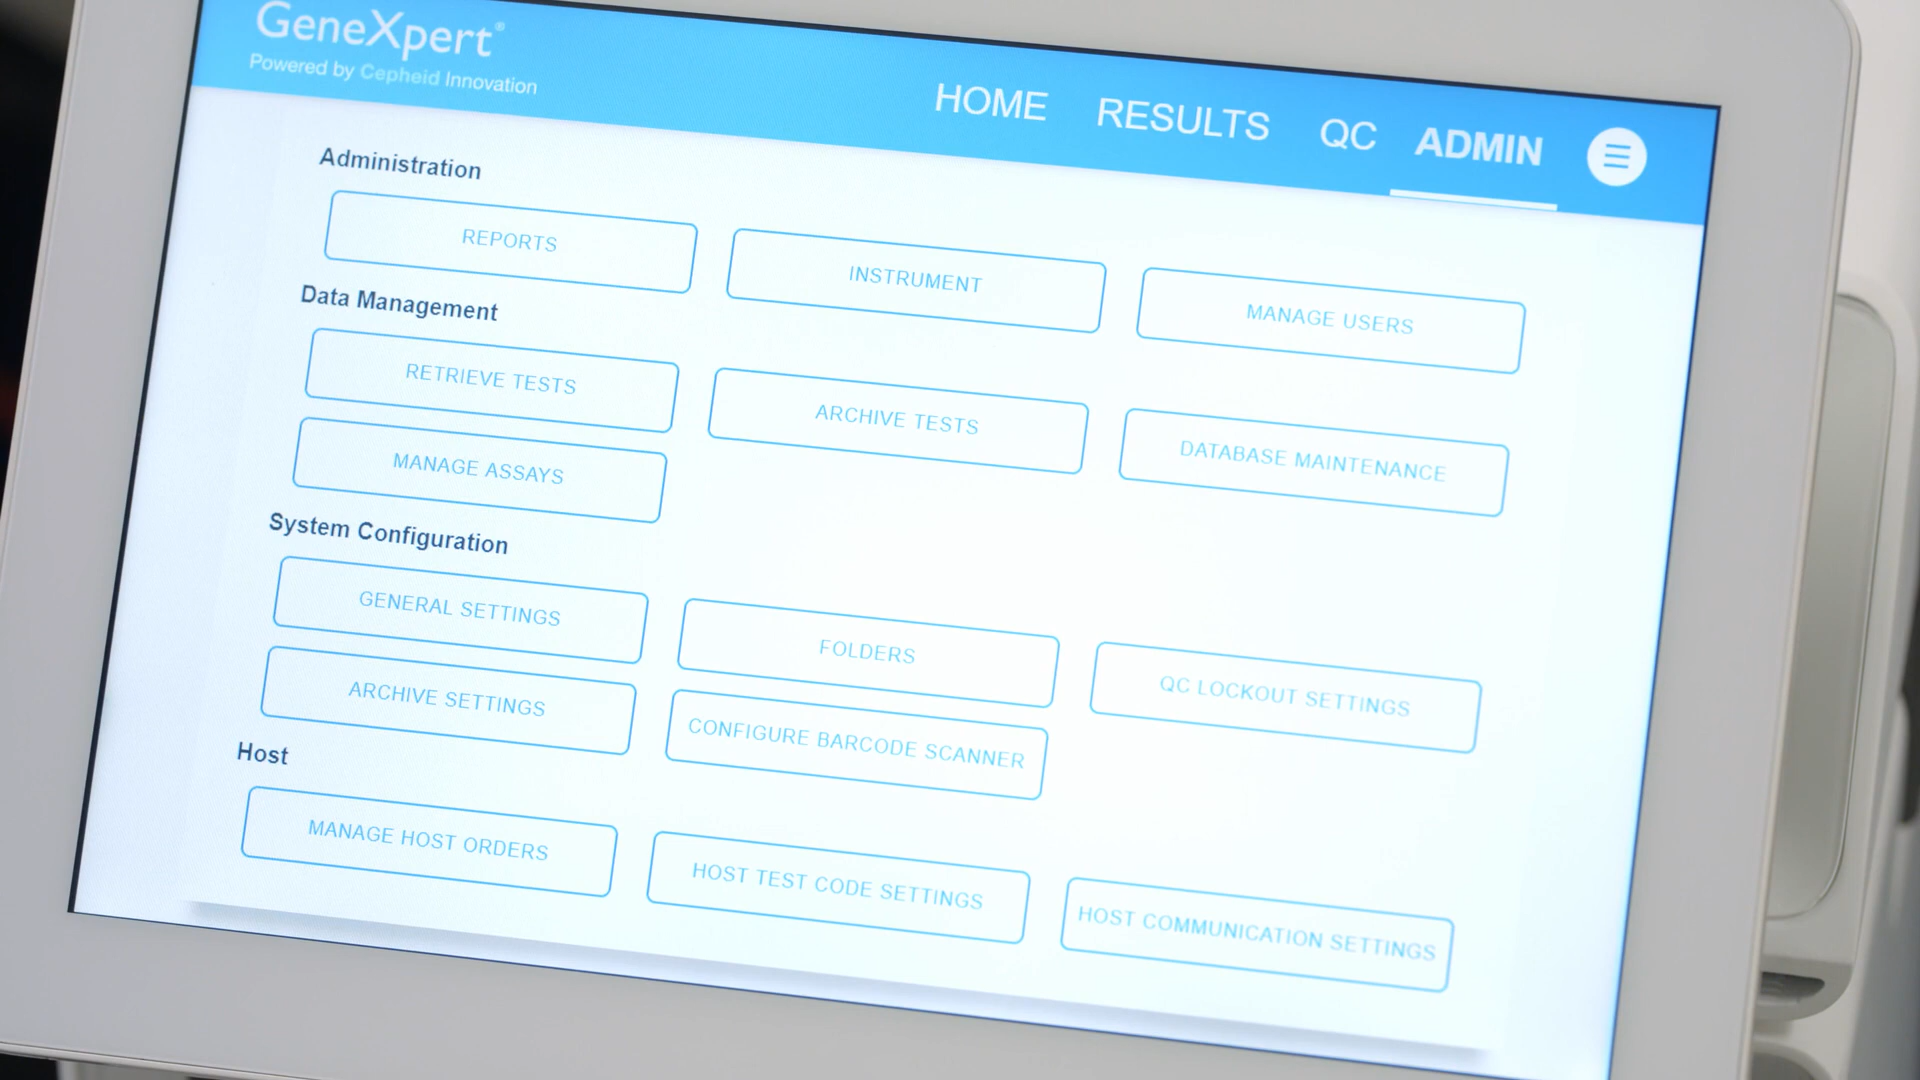 GeneXpert®
Powered by Cepheid Innovation
HOME RESULTS QC ADMIN
Administration
REPORTS INSTRUMENT MANAGE USERS
Data Management
RETRIEVE TESTS ARCHIVE TESTS DATABASE MAINTENANCE
MANAGE ASSAYS
System Configuration
GENERAL SETTINGS FOLDERS QC LOCKOUT SETTINGS
ARCHIVE SETTINGS CONFIGURE BARCODE SCANNER
Host
MANAGE HOST ORDERS HOST TEST CODE SETTINGS HOST COMMUNICATION SETTINGS